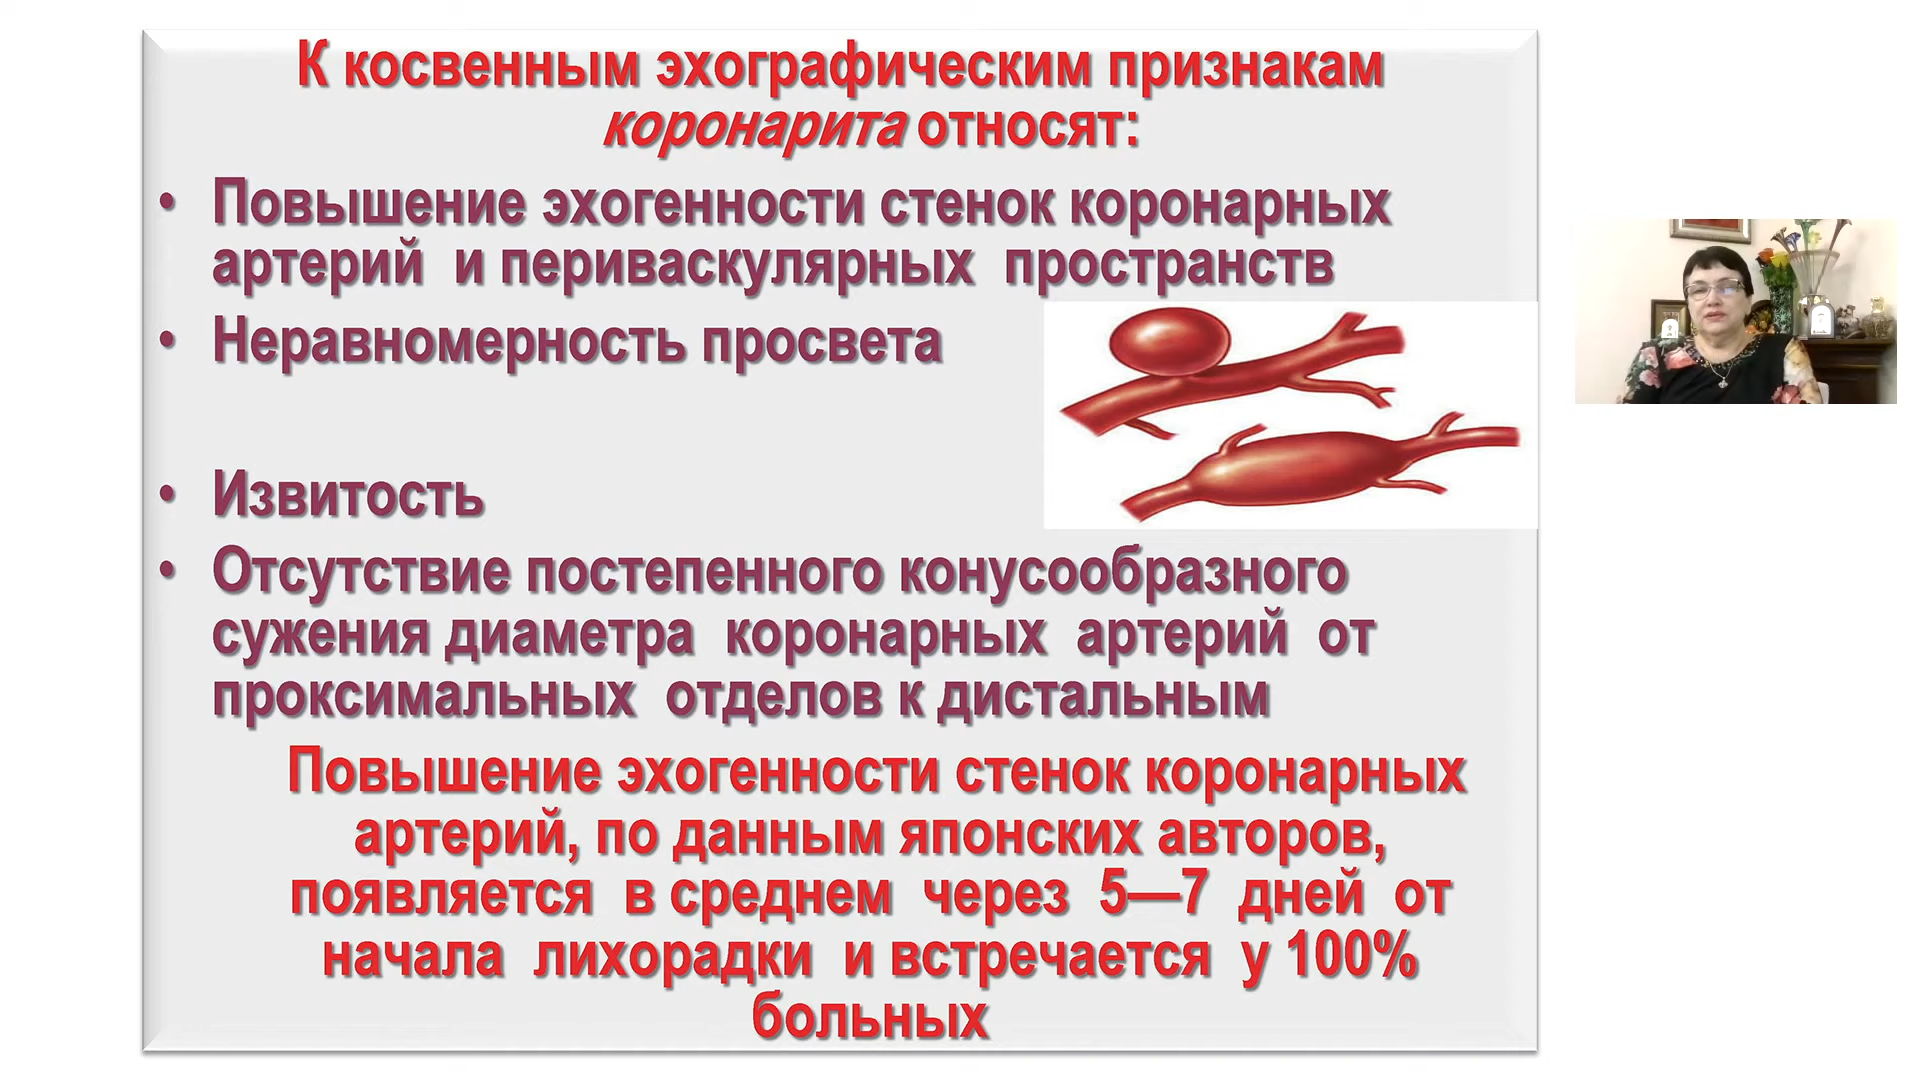 К косвенным эхографическим признакам
коронарита относят:
• Повышение эхогенности стенок коронарных
артерий и периваскулярных пространств
• Неравномерность просвета
• Извитость
• Отсутствие постепенного конусообразного
сужения диаметра коронарных артерий от
проксимальных отделов к дистальным
Повышение эхогенности стенок коронарных
артерий, по данным японских авторов,
появляется в среднем через 5—7 дней от
начала лихорадки и встречается у 100%
больных